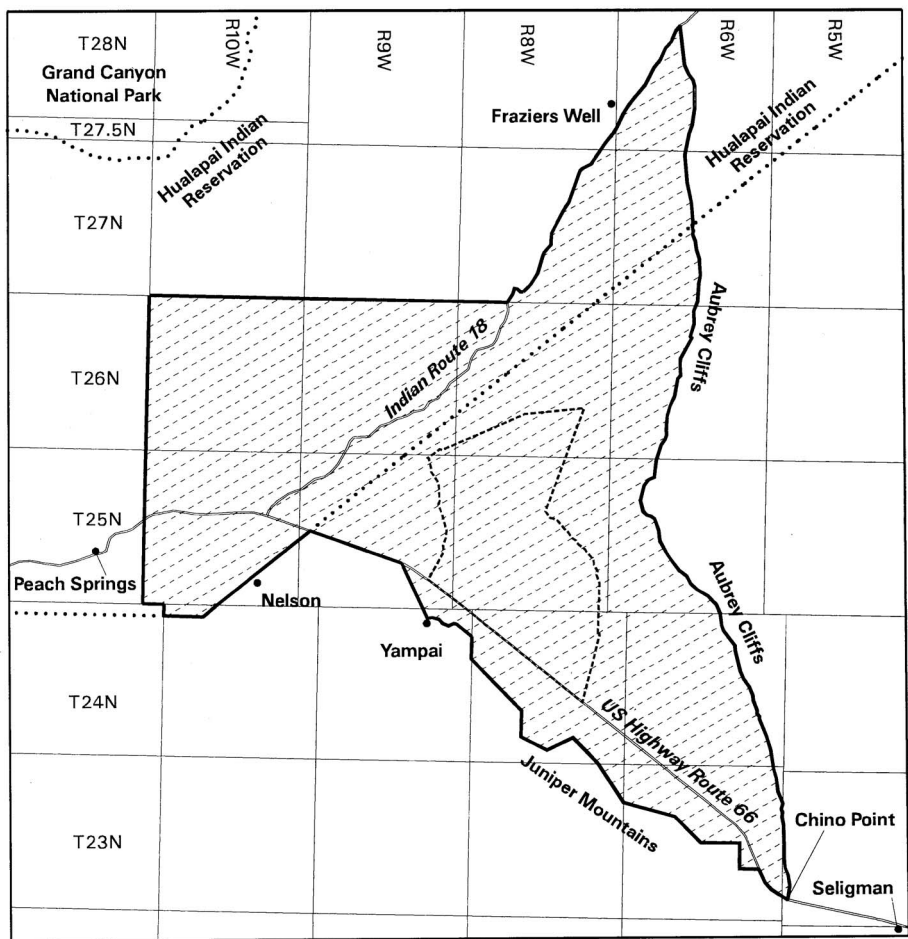 T28N
R10W
R9W
R8W
R6W
R5W
Grand Canyon
National Park
Fraziers Well
T27.5N
Hualapai Indian
Reservation
Hualapai Indian
Reservation
T27N
Aubrey Cliffs
Indian Route 18
T26N
T25N
Peach Springs
Nelson
Aubrey Cliffs
Yampai
T24N
US Highway Route 66
Juniper Mountains
T23N
Chino Point
Seligman